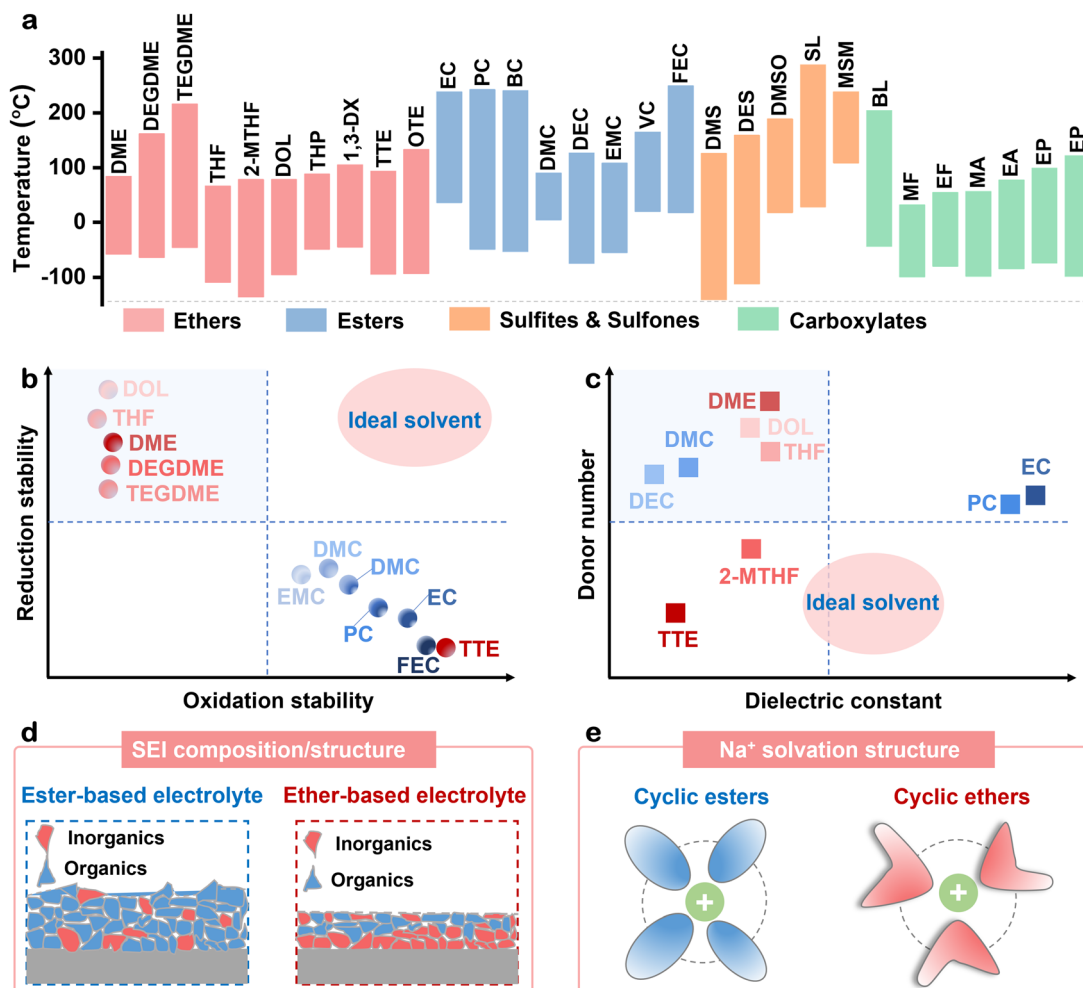 a
Temperature (°C)
300
200
100
0
-100
DME
DEGDME
TEGDME
THF
2-MTHF
DOL
THP
1,3-DX
TTE
OTE
EC
PC
BC
DMC
DEC
EMC
VC
FEC
DMS
DES
DMSO
SL
MSM
BL
MF
EF
MA
EA
EP
EP
Ethers
Esters
Sulfites & Sulfones
Carboxylates
b
Reduction stability
DOL
THF
DME
DEGDME
TEGDME
Ideal solvent
DMC
EMC
DMC
PC
EC
FEC
TTE
Oxidation stability
c
Donor number
DME
DOL
THF
DMC
DEC
EC
PC
2-MTHF
TTE
Ideal solvent
Dielectric constant
d
SEI composition/structure
Ester-based electrolyte
Inorganics
Organics
Ether-based electrolyte
Inorganics
Organics
e
Na⁺ solvation structure
Cyclic esters
+
Cyclic ethers
+